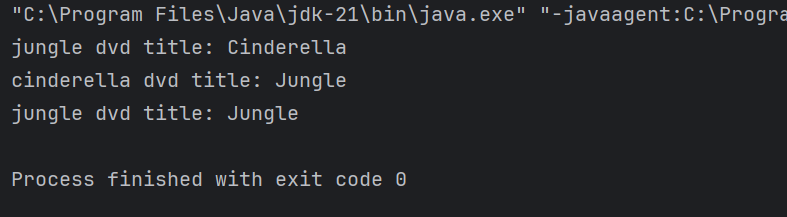 "C:\Program Files\Java\jdk-21\bin\java.exe" "-javaagent:C:\Progra
jungle dvd title: Cinderella
cinderella dvd title: Jungle
jungle dvd title: Jungle
Process finished with exit code 0